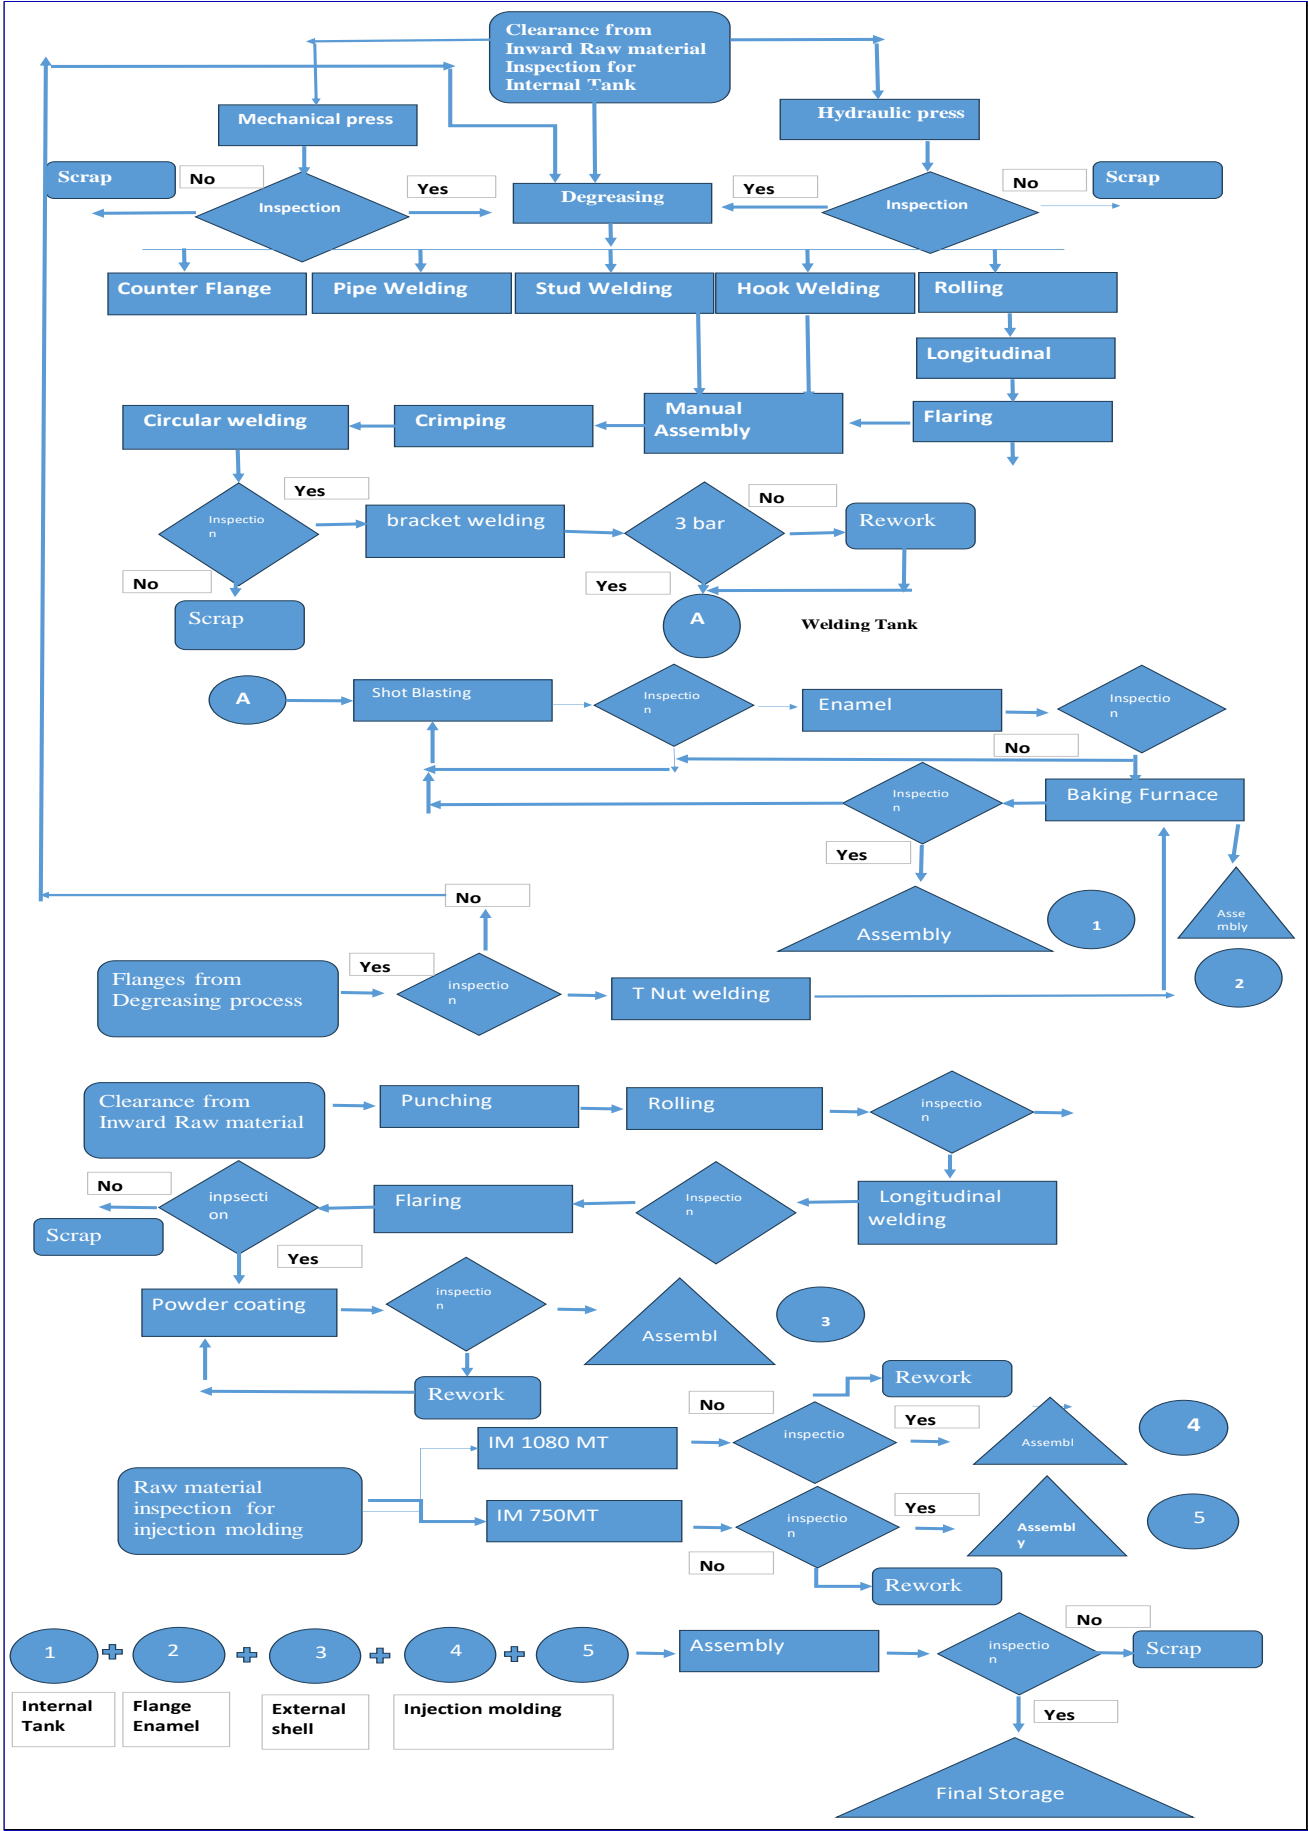 Clearance from
Inward Raw material
Inspection for
Internal Tank
Mechanical press
Hydraulic press
Scrap
No
Yes
Inspection
Degreasing
Yes
Inspection
No
Scrap
Counter Flange
Pipe Welding
Stud Welding
Hook Welding
Rolling
Longitudinal
Manual
Assembly
Circular welding
Crimping
Flaring
Yes
No
Inspectio
n
bracket welding
3 bar
Rework
No
Yes
Scrap
A
Welding Tank
A
Shot Blasting
Inspectio
n
Enamel
Inspectio
n
No
Inspectio
n
Baking Furnace
Yes
No
Assembly
1
Asse
mbly
2
Yes
Flanges from
Degreasing process
inspectio
n
T Nut welding
Clearance from
Inward Raw material
Punching
Rolling
inspectio
n
No
inpsecti
on
Flaring
Inspectio
n
Longitudinal
welding
Scrap
Yes
Powder coating
inspectio
n
Assembl
3
Rework
No
Rework
Yes
IM 1080 MT
inspectio
Assembl
4
Raw material
inspection for
injection molding
IM 750MT
inspectio
n
Yes
Assembl
y
5
No
Rework
1
2
3
4
5
Assembly
inspectio
n
No
Scrap
Internal
Tank
Flange
Enamel
External
shell
Injection molding
Yes
Final Storage